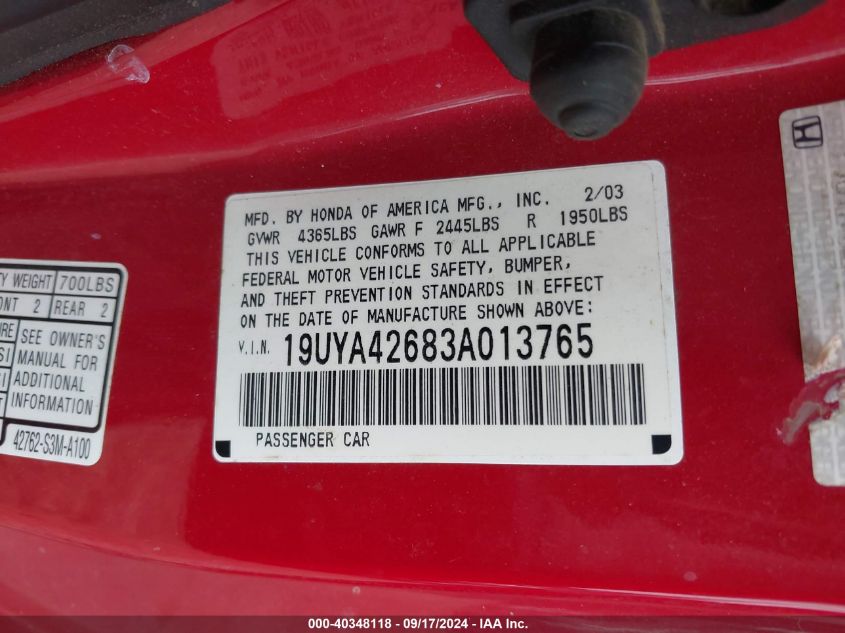 MFD. BY HONDA OF AMERICA MFG., INC. 2/03
GVWR 4365LBS GAWR F 2445LBS R 1950LBS
THIS VEHICLE CONFORMS TO ALL APPLICABLE
FEDERAL MOTOR VEHICLE SAFETY, BUMPER,
AND THEFT PREVENTION STANDARDS IN EFFECT
ON THE DATE OF MANUFACTURE SHOWN ABOVE:
V.I.N. 19UYA42683A013765
PASSENGER CAR
TY WEIGHT 700LBS
ONT 2 REAR 2
SEE OWNER'S
MANUAL FOR
ADDITIONAL
INFORMATION
42762-S3M-A100
000-40348118 - 09/17/2024 - IAA Inc.